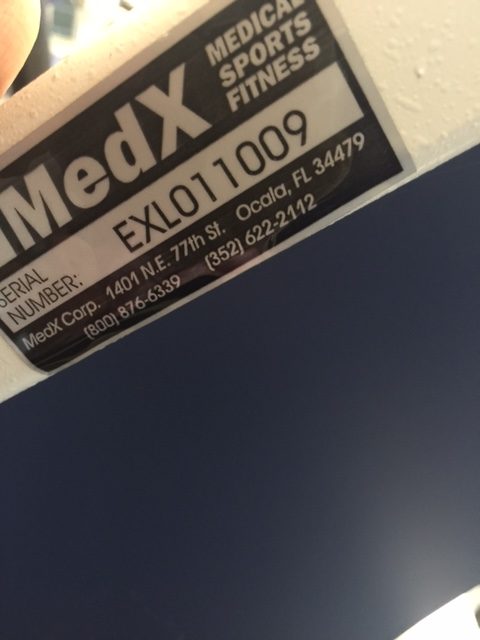 MedX
MEDICAL
SPORTS
FITNESS
SERIAL
NUMBER:
EXL011009
MedX Corp. 1401 N.E. 77th St. Ocala, FL 34479
(800) 876-6339 (352) 622-2112